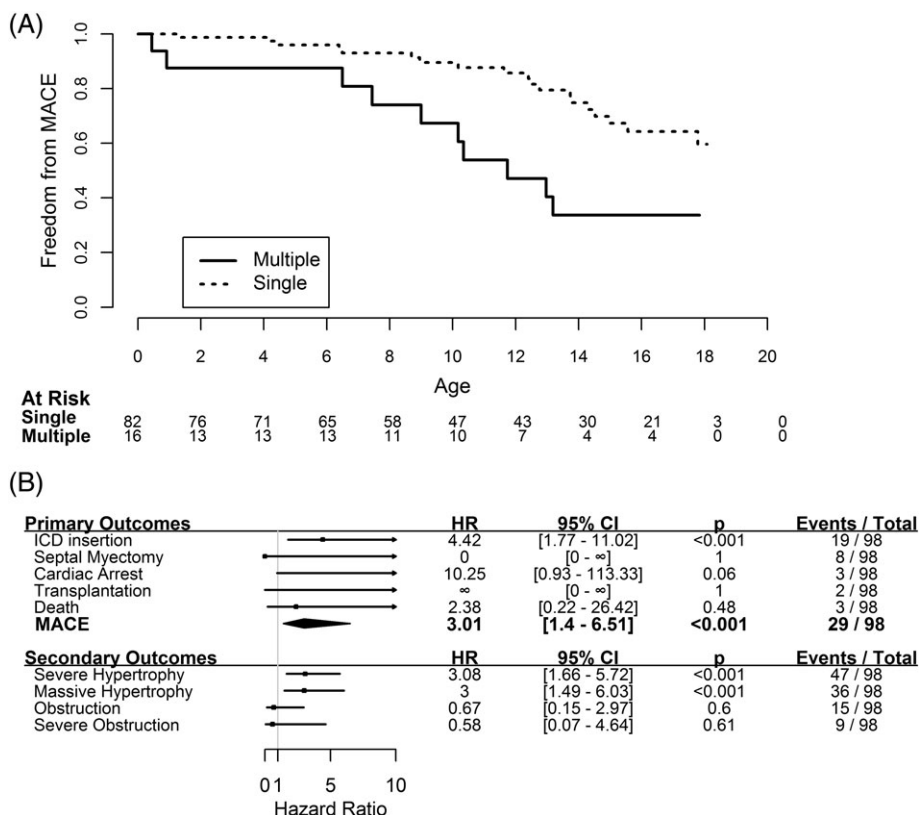 (A)
Freedom from MACE
1.0
0.8
0.6
0.4
0.2
0.0
Multiple
Single
0 2 4 6 8 10 12 14 16 18 20
Age
At Risk
Single 82 76 71 65 58 47 43 30 21 3 0
Multiple 16 13 13 13 11 10 7 4 4 0 0
(B)
Primary Outcomes HR 95% CI p Events / Total
ICD insertion 4.42 [1.77 - 11.02] <0.001 19 / 98
Septal Myectomy 0 [0 - ∞] 1 8 / 98
Cardiac Arrest 10.25 [0.93 - 113.33] 0.06 3 / 98
Transplantation ∞ [0 - ∞] 1 2 / 98
Death 2.38 [0.22 - 26.42] 0.48 3 / 98
MACE 3.01 [1.4 - 6.51] <0.001 29 / 98
Secondary Outcomes HR 95% CI p Events / Total
Severe Hypertrophy 3.08 [1.66 - 5.72] <0.001 47 / 98
Massive Hypertrophy 3 [1.49 - 6.03] <0.001 36 / 98
Obstruction 0.67 [0.15 - 2.97] 0.6 15 / 98
Severe Obstruction 0.58 [0.07 - 4.64] 0.61 9 / 98
0 1 5 10
Hazard Ratio